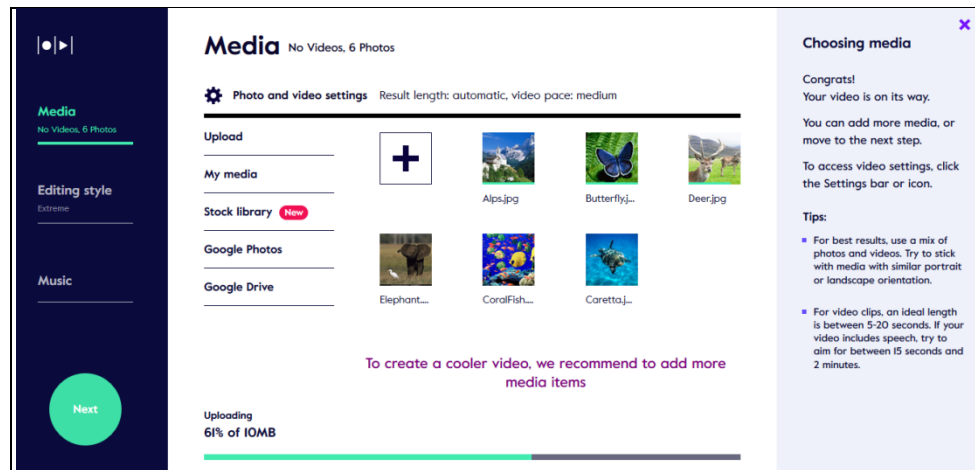 Media
No Videos, 6 Photos
Editing style
Extreme
Music
Next
Media No Videos, 6 Photos
Photo and video settings Result length: automatic, video pace: medium
Upload
My media
Stock library New
Google Photos
Google Drive
Alps.jpg
Butterfly.j...
Deer.jpg
Elephant....
CoralFish....
Caretta.j...
To create a cooler video, we recommend to add more
media items
Uploading
61% of 10MB
Choosing media
Congrats!
Your video is on its way.
You can add more media, or
move to the next step.
To access video settings, click
the Settings bar or icon.
Tips:
For best results, use a mix of
photos and videos. Try to stick
with media with similar portrait
or landscape orientation.
For video clips, an ideal length
is between 5-20 seconds. If your
video includes speech, try to
aim for between 15 seconds and
2 minutes.